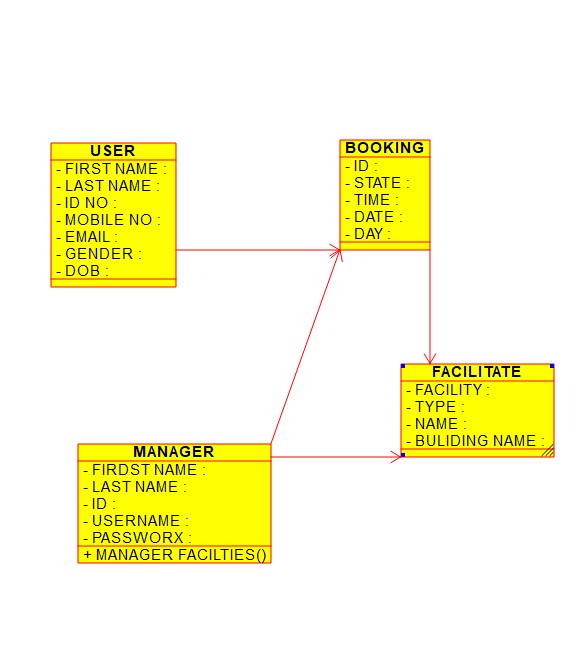 USER
- FIRST NAME :
- LAST NAME :
- ID NO :
- MOBILE NO :
- EMAIL :
- GENDER :
- DOB :
BOOKING
- ID :
- STATE :
- TIME :
- DATE :
- DAY :
FACILITATE
- FACILITY :
- TYPE :
- NAME :
- BULIDING NAME :
MANAGER
- FIRDST NAME :
- LAST NAME :
- ID :
- USERNAME :
- PASSWORX :
+ MANAGER FACILTIES()